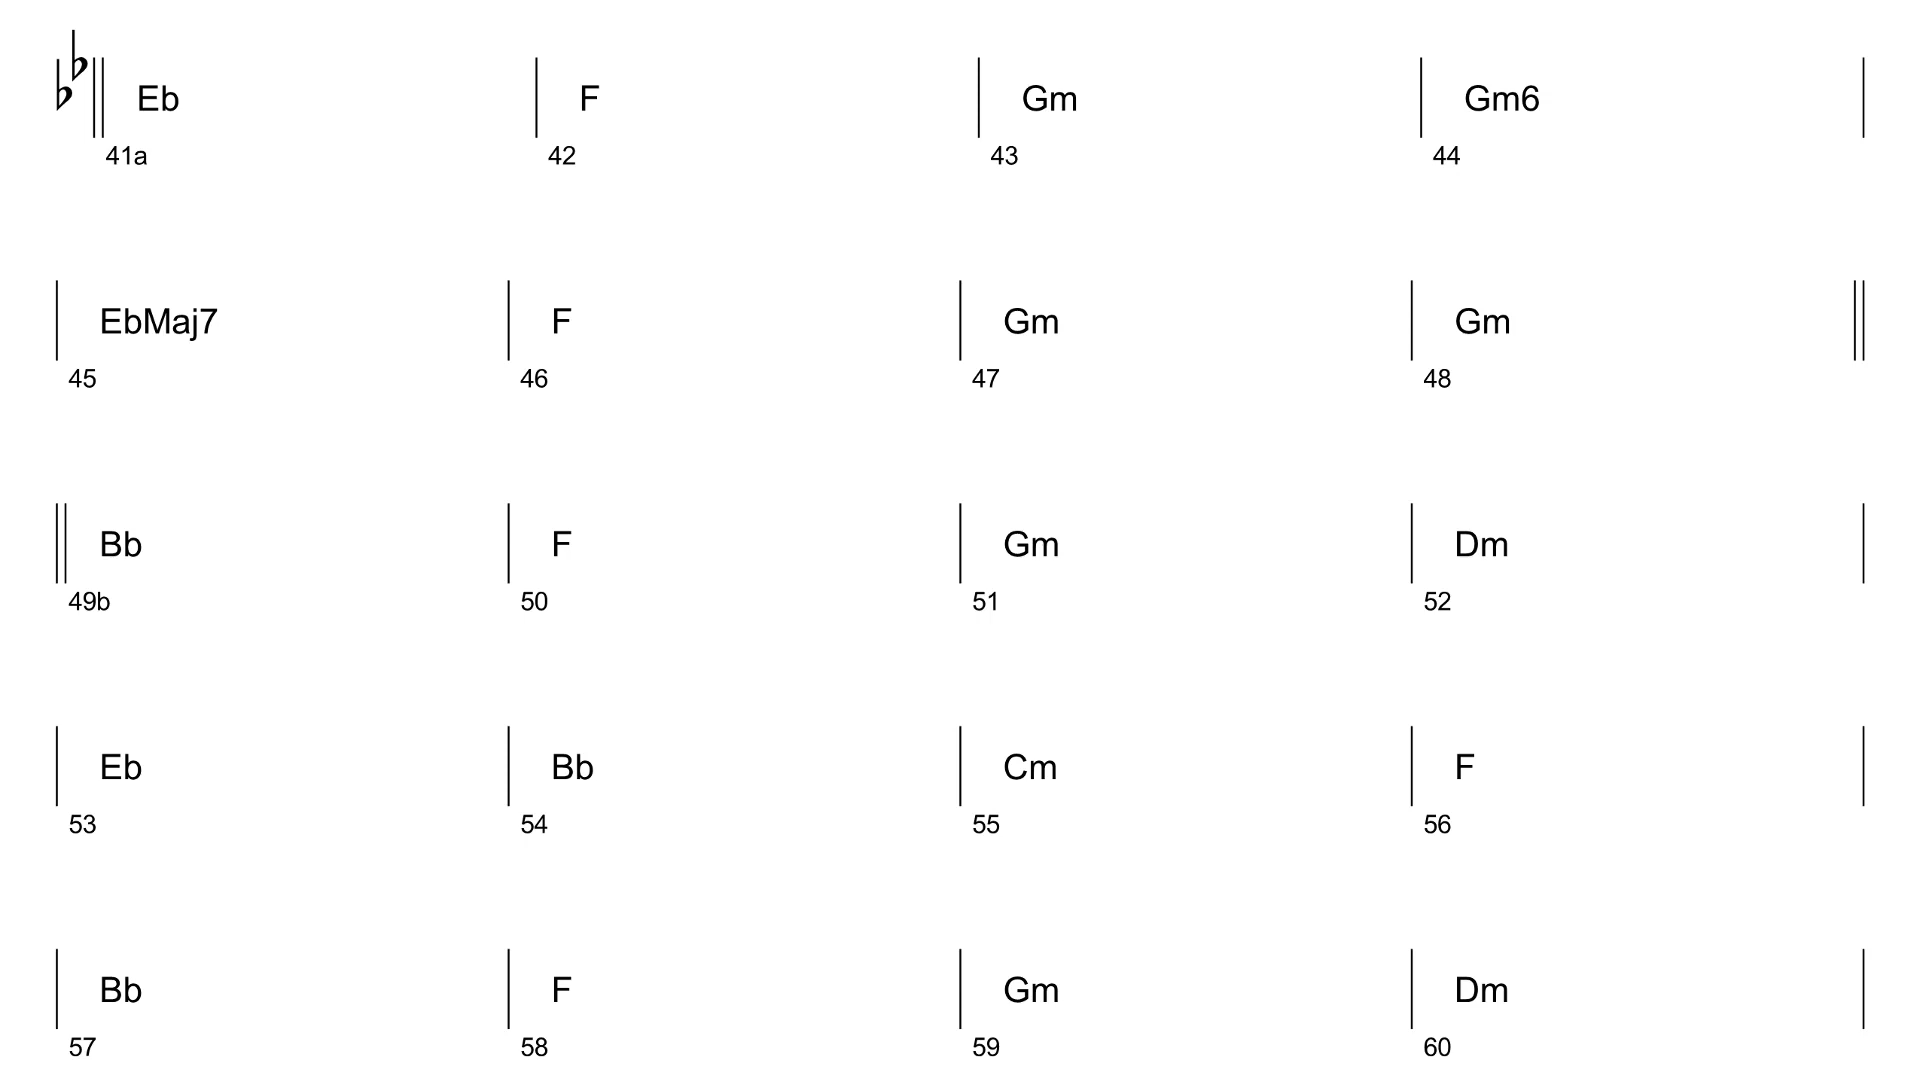 Eb F Gm Gm6
41a 42 43 44
EbMaj7 F Gm Gm
45 46 47 48
Bb F Gm Dm
49b 50 51 52
Eb Bb Cm F
53 54 55 56
Bb F Gm Dm
57 58 59 60